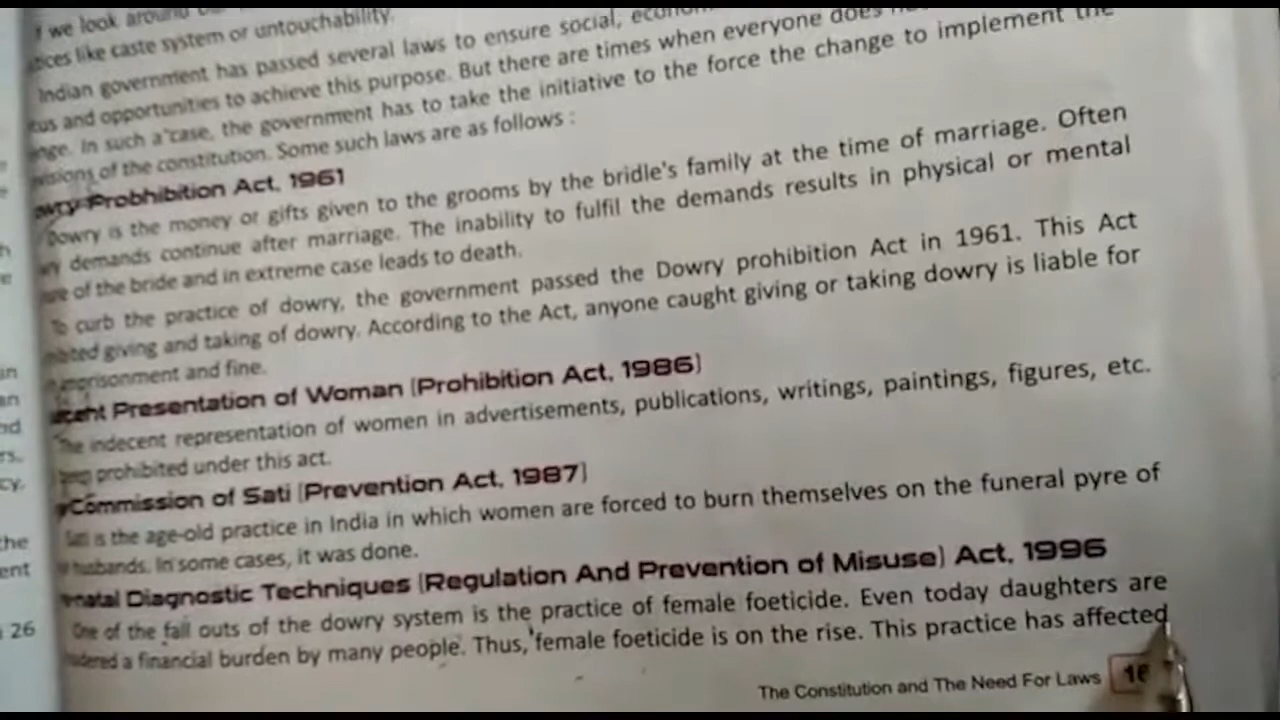 f we look around
like caste system or untouchability.
Indian government has passed several laws to ensure social,
and opportunities to achieve this purpose. But there are times when everyone does
In such a case, the government has to take the initiative to the force the change to implement the
of the constitution. Some such laws are as follows :
Probhibition Act, 1961
Dowry is the money or gifts given to the grooms by the bridle's family at the time of marriage. Often
demands continue after marriage. The inability to fulfil the demands results in physical or mental
of the bride and in extreme case leads to death.
To curb the practice of dowry, the government passed the Dowry prohibition Act in 1961. This Act
giving and taking of dowry. According to the Act, anyone caught giving or taking dowry is liable for
imprisonment and fine.
Presentation of Woman (Prohibition Act, 1986)
The indecent representation of women in advertisements, publications, writings, paintings, figures, etc.
prohibited under this act.
Commission of Sati (Prevention Act, 1987)
Sati is the age-old practice in India in which women are forced to burn themselves on the funeral pyre of
husbands. In some cases, it was done.
Diagnostic Techniques (Regulation And Prevention of Misuse) Act, 1996
One of the fall outs of the dowry system is the practice of female foeticide. Even today daughters are
a financial burden by many people. Thus, female foeticide is on the rise. This practice has affected
The Constitution and The Need For Laws
the
26